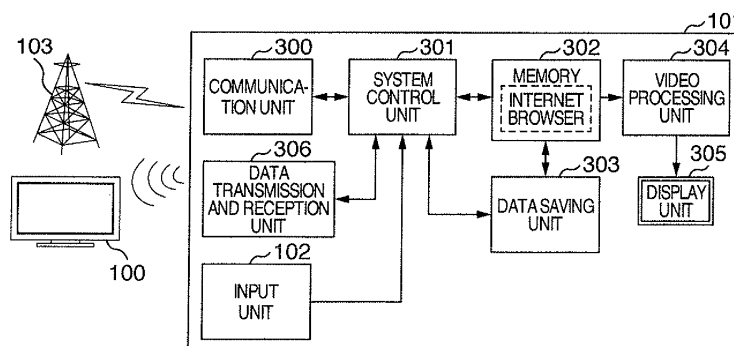 101
103
300
301
302
304
COMMUNICA-
TION UNIT
SYSTEM
CONTROL
UNIT
MEMORY
INTERNET
BROWSER
VIDEO
PROCESSING
UNIT
306
303
305
DATA
TRANSMISSION
AND RECEPTION
UNIT
DATA SAVING
UNIT
DISPLAY
UNIT
100
102
INPUT
UNIT